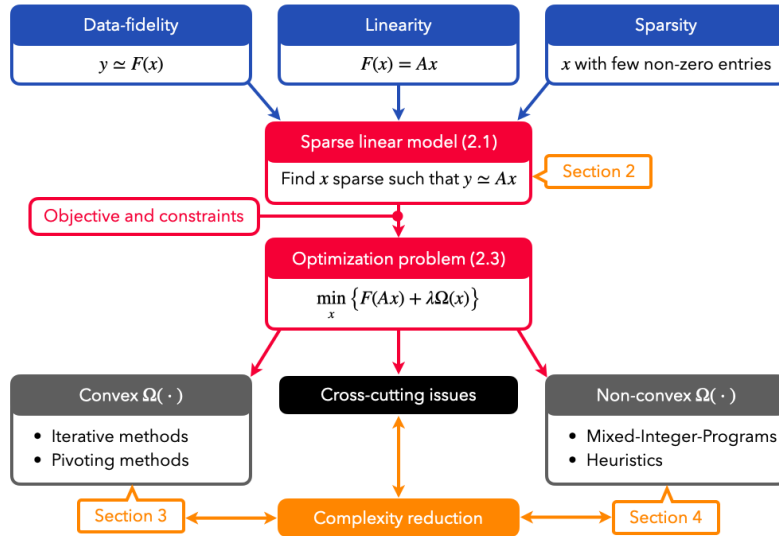 Data-fidelity
y ≃ F(x)
Linearity
F(x) = Ax
Sparsity
x with few non-zero entries
Sparse linear model (2.1)
Find x sparse such that y ≃ Ax
Section 2
Objective and constraints
Optimization problem (2.3)
min x {F(Ax) + λΩ(x)}
Convex Ω( · )
• Iterative methods
• Pivoting methods
Cross-cutting issues
Non-convex Ω( · )
• Mixed-Integer-Programs
• Heuristics
Section 3
Complexity reduction
Section 4